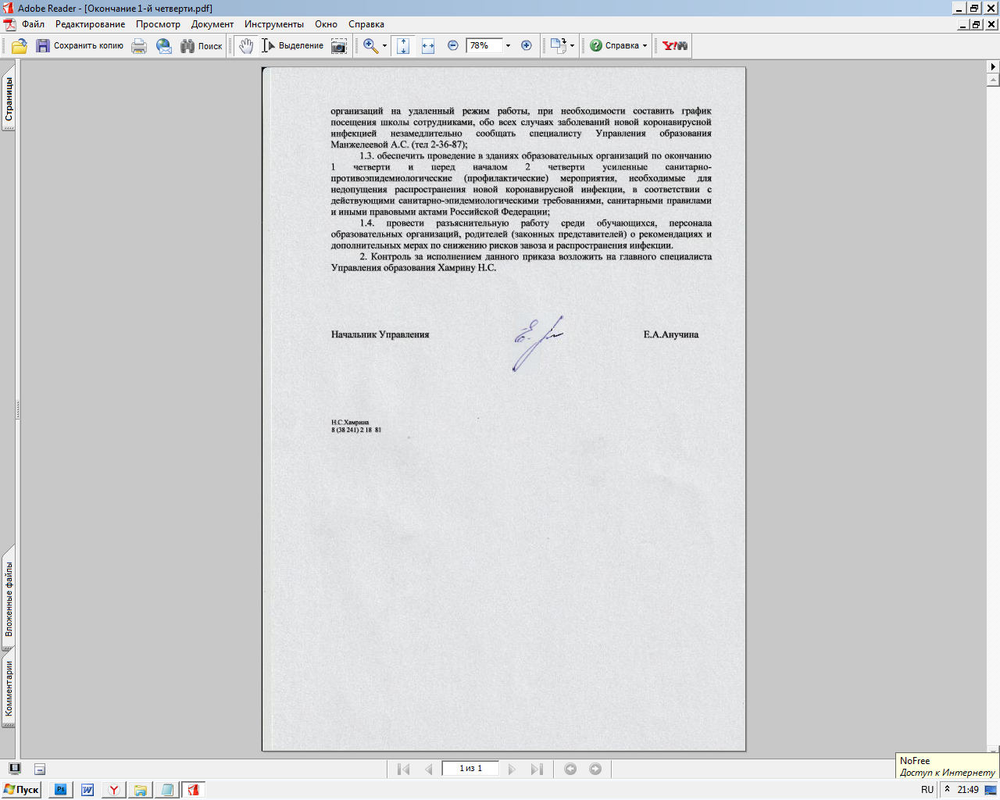 Adobe Reader - [Окончание 1-й четверти.pdf]
Файл Редактирование Просмотр Документ Инструменты Окно Справка
Сохранить копию Поиск Выделение 78% Справка Y!
Страницы
организаций на удаленный режим работы, при необходимости составить график
посещения школы сотрудниками, обо всех случаях заболеваний новой коронавирусной
инфекцией незамедлительно сообщать специалисту Управления образования
Манжелеевой А.С. (тел 2-36-87);
1.3. обеспечить проведение в зданиях образовательных организаций по окончанию
1 четверти и перед началом 2 четверти усиленные санитарно-
противоэпидемиологические (профилактические) мероприятия, необходимые для
недопущения распространения новой коронавирусной инфекции, в соответствии с
действующими санитарно-эпидемиологическими требованиями, санитарными правилами
и иными правовыми актами Российской Федерации;
1.4. провести разъяснительную работу среди обучающихся, персонала
образовательных организаций, родителей (законных представителей) о рекомендациях и
дополнительных мерах по снижению рисков завоза и распространения инфекции.
2. Контроль за исполнением данного приказа возложить на главного специалиста
Управления образования Хамрину Н.С.
Начальник Управления Е.А.Анучина
Н.С.Хамрина
8 (38 241) 2 18 81
Вложенные файлы
Комментарии
1 из 1
NoFree
Доступ к Интернету
Пуск Ps W Y RU 21:49